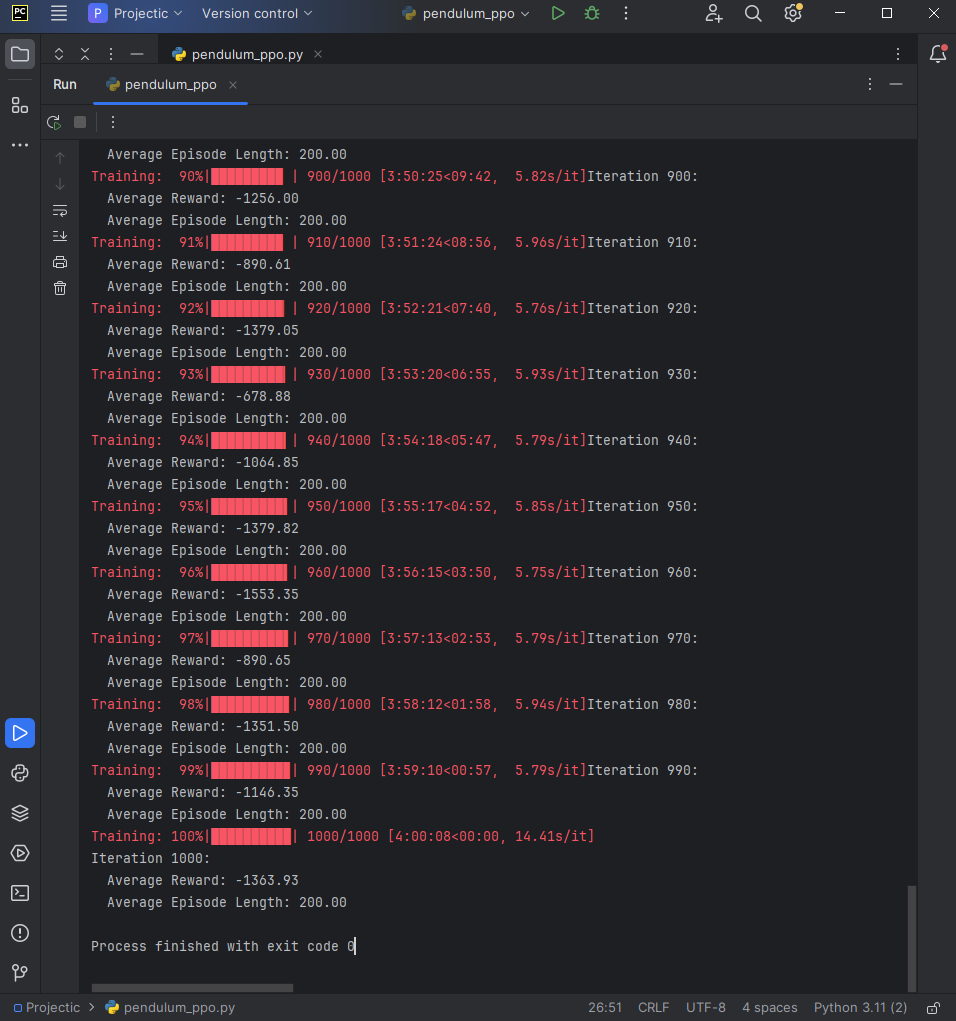 PC P Projectic Version control pendulum_ppo
pendulum_ppo.py
Run pendulum_ppo
Average Episode Length: 200.00
Training:  90%| | 900/1000 [3:50:25<09:42,  5.82s/it]Iteration 900:
Average Reward: -1256.00
Average Episode Length: 200.00
Training:  91%| | 910/1000 [3:51:24<08:56,  5.96s/it]Iteration 910:
Average Reward: -890.61
Average Episode Length: 200.00
Training:  92%| | 920/1000 [3:52:21<07:40,  5.76s/it]Iteration 920:
Average Reward: -1379.05
Average Episode Length: 200.00
Training:  93%| | 930/1000 [3:53:20<06:55,  5.93s/it]Iteration 930:
Average Reward: -678.88
Average Episode Length: 200.00
Training:  94%| | 940/1000 [3:54:18<05:47,  5.79s/it]Iteration 940:
Average Reward: -1064.85
Average Episode Length: 200.00
Training:  95%| | 950/1000 [3:55:17<04:52,  5.85s/it]Iteration 950:
Average Reward: -1379.82
Average Episode Length: 200.00
Training:  96%| | 960/1000 [3:56:15<03:50,  5.75s/it]Iteration 960:
Average Reward: -1553.35
Average Episode Length: 200.00
Training:  97%| | 970/1000 [3:57:13<02:53,  5.79s/it]Iteration 970:
Average Reward: -890.65
Average Episode Length: 200.00
Training:  98%| | 980/1000 [3:58:12<01:58,  5.94s/it]Iteration 980:
Average Reward: -1351.50
Average Episode Length: 200.00
Training:  99%| | 990/1000 [3:59:10<00:57,  5.79s/it]Iteration 990:
Average Reward: -1146.35
Average Episode Length: 200.00
Training: 100%| | 1000/1000 [4:00:08<00:00, 14.41s/it]
Iteration 1000:
Average Reward: -1363.93
Average Episode Length: 200.00
Process finished with exit code 0
Projectic > pendulum_ppo.py 26:51 CRLF UTF-8 4 spaces Python 3.11 (2)